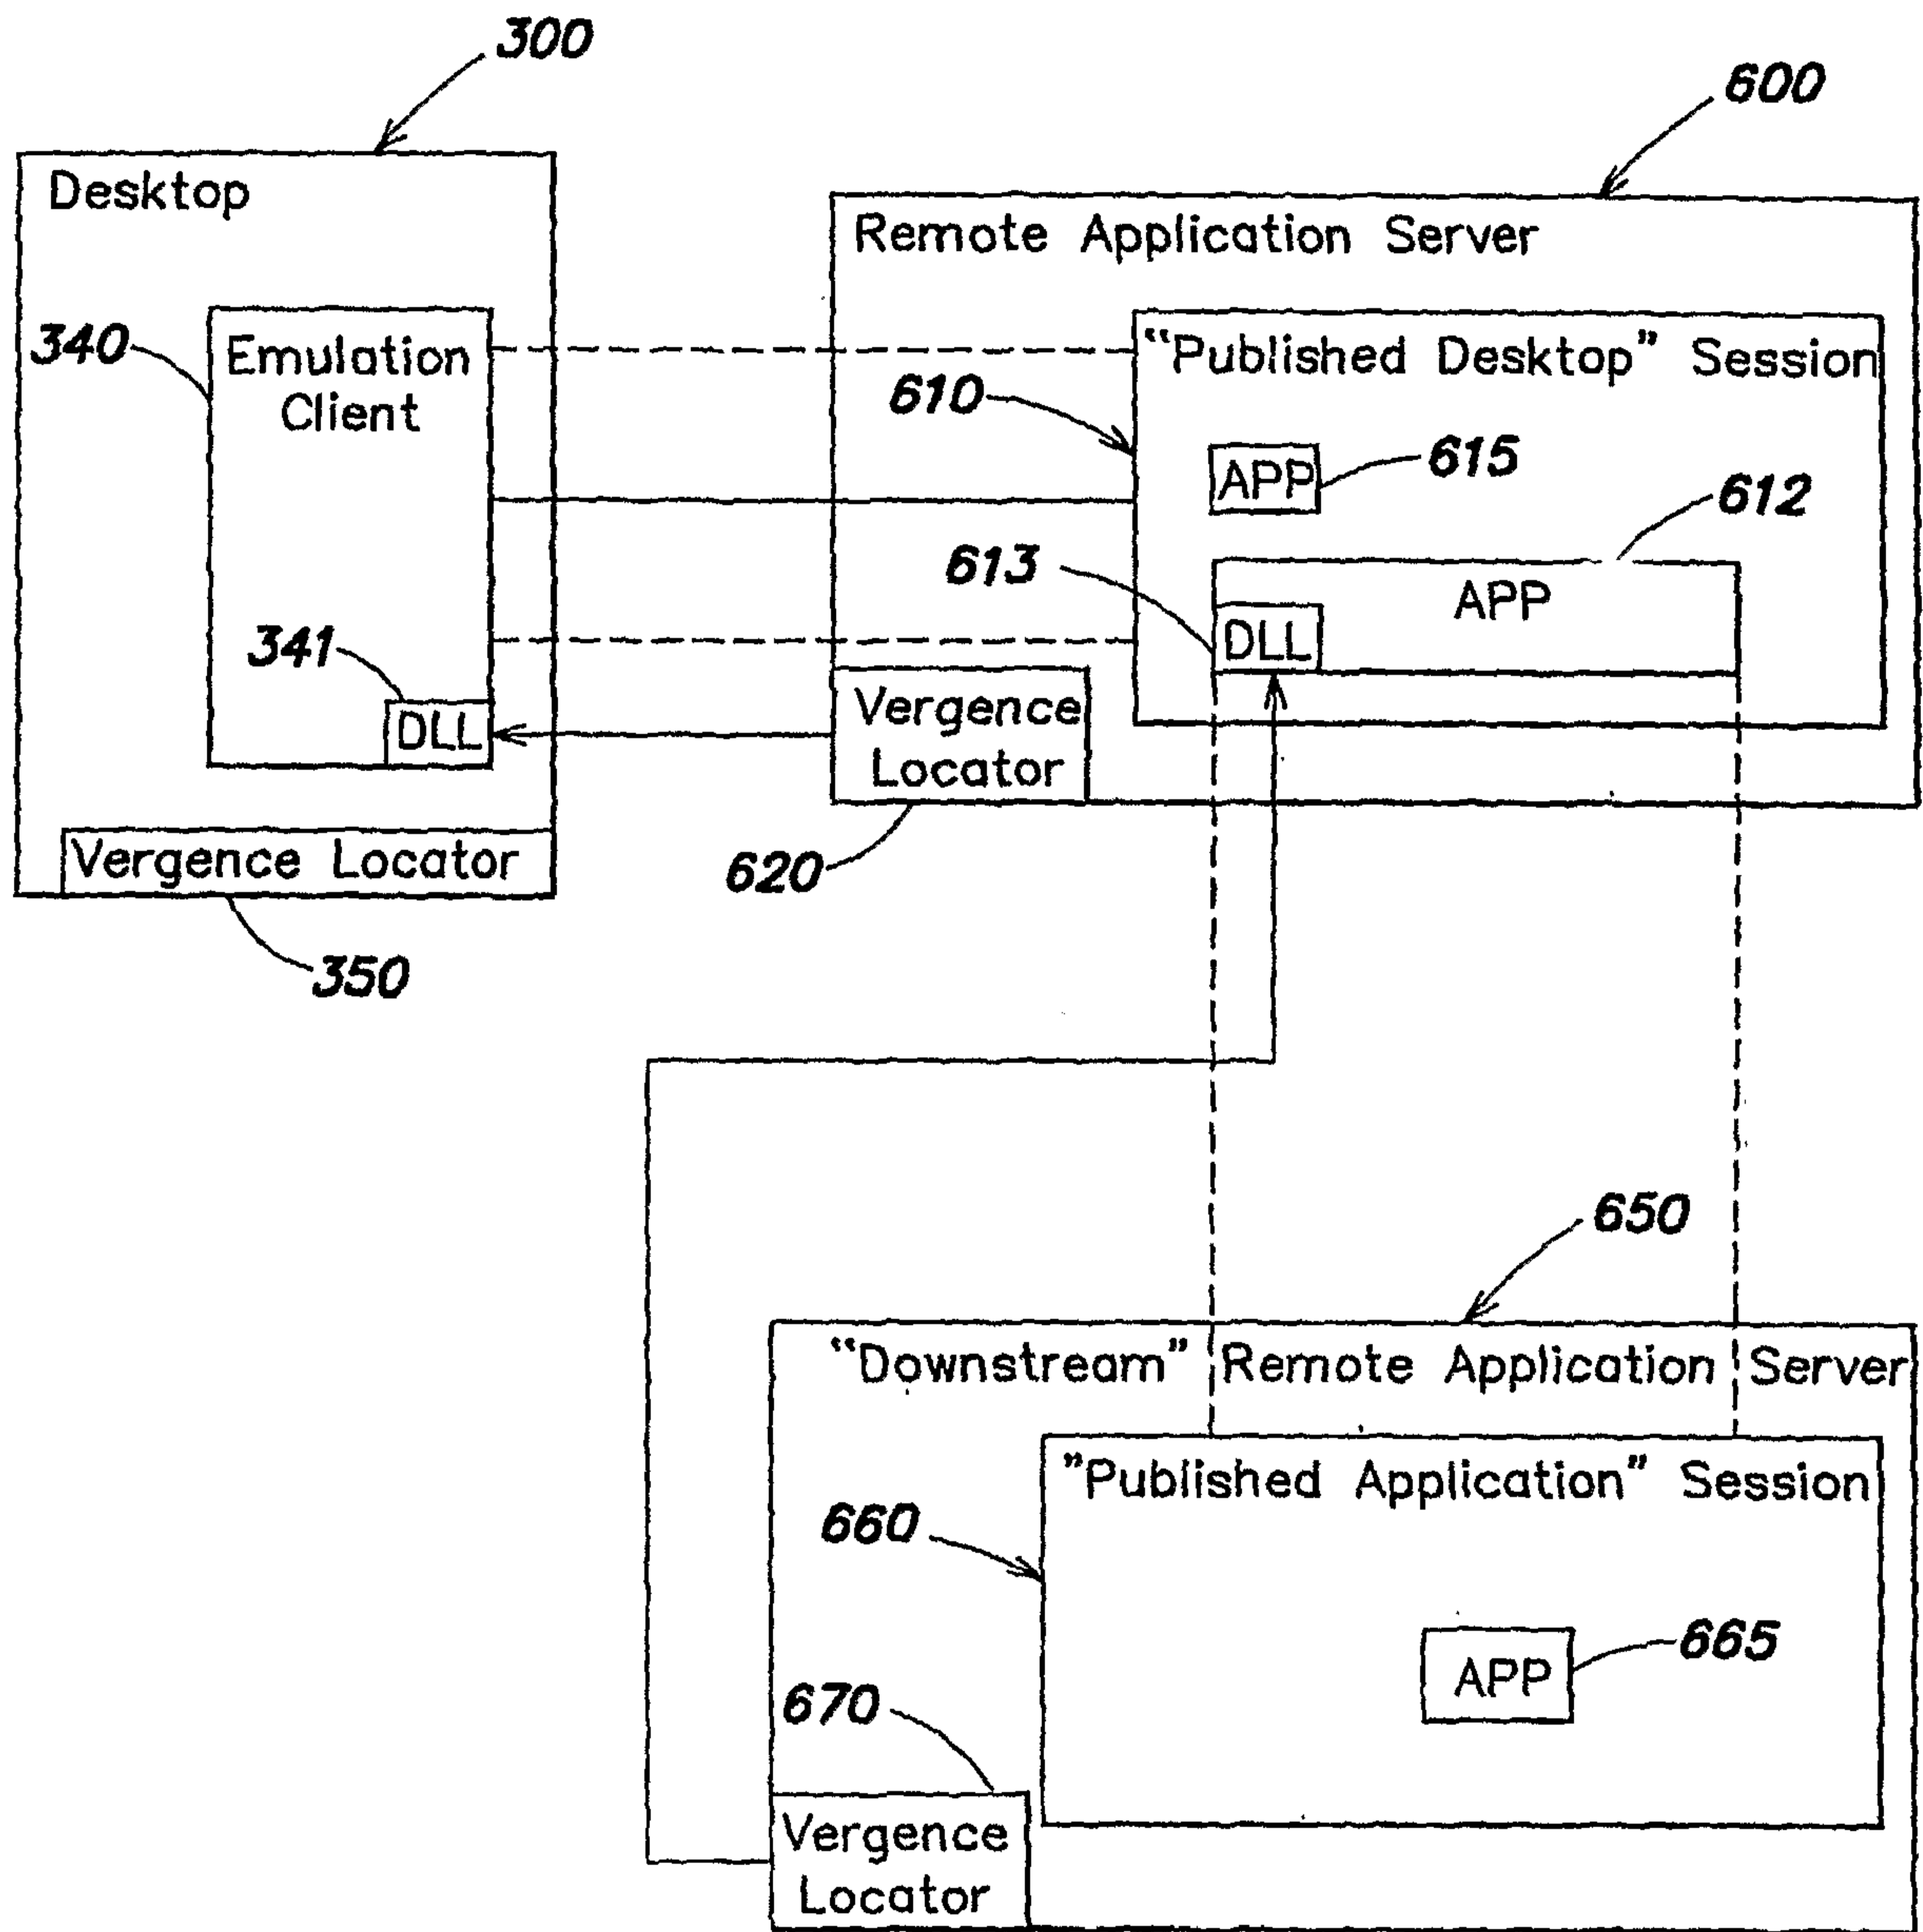 300
600
Desktop
Remote Application Server
340
Emulation
Client
"Published Desktop" Session
610
APP
615
612
613
APP
DLL
341
DLL
Vergence
Locator
Vergence Locator
620
350
650
"Downstream" Remote Application Server
"Published Application" Session
660
APP
665
670
Vergence
Locator